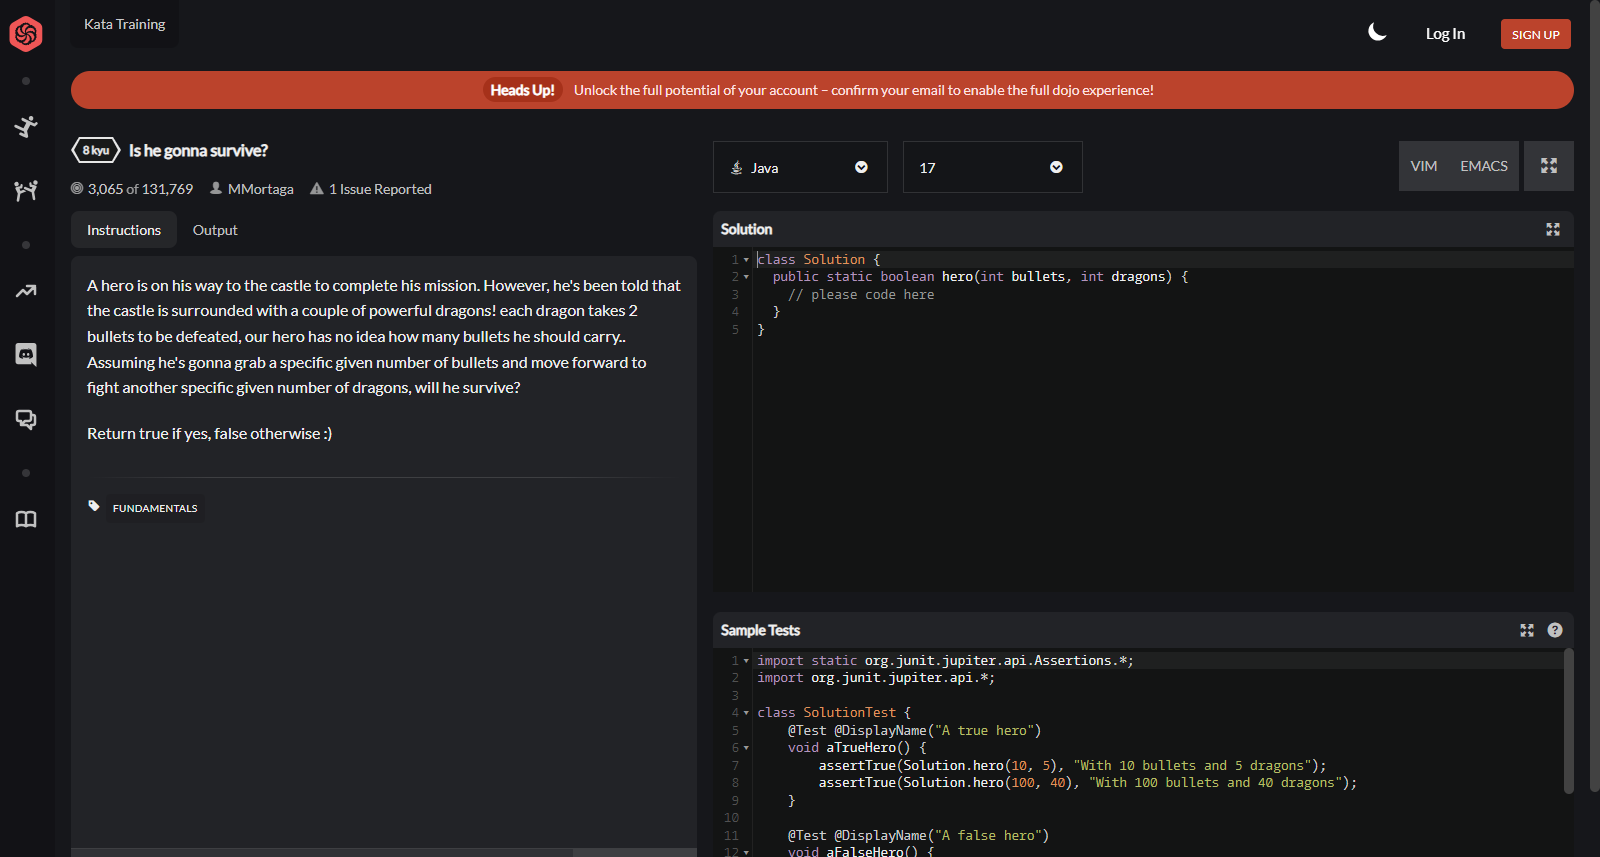 Kata Training
Log In
SIGN UP
Heads Up! Unlock the full potential of your account – confirm your email to enable the full dojo experience!
8 kyu Is he gonna survive?
3,065 of 131,769 MMortaga 1 Issue Reported
Instructions Output
A hero is on his way to the castle to complete his mission. However, he's been told that
the castle is surrounded with a couple of powerful dragons! each dragon takes 2
bullets to be defeated, our hero has no idea how many bullets he should carry..
Assuming he's gonna grab a specific given number of bullets and move forward to
fight another specific given number of dragons, will he survive?
Return true if yes, false otherwise :)
FUNDAMENTALS
Java 17 VIM EMACS
Solution
1 class Solution {
2 public static boolean hero(int bullets, int dragons) {
3 // please code here
4 }
5 }
Sample Tests ?
1 import static org.junit.jupiter.api.Assertions.*;
2 import org.junit.jupiter.api.*;
3
4 class SolutionTest {
5 @Test @DisplayName("A true hero")
6 void aTrueHero() {
7 assertTrue(Solution.hero(10, 5), "With 10 bullets and 5 dragons");
8 assertTrue(Solution.hero(100, 40), "With 100 bullets and 40 dragons");
9 }
10
11 @Test @DisplayName("A false hero")
12 void aFalseHero() {